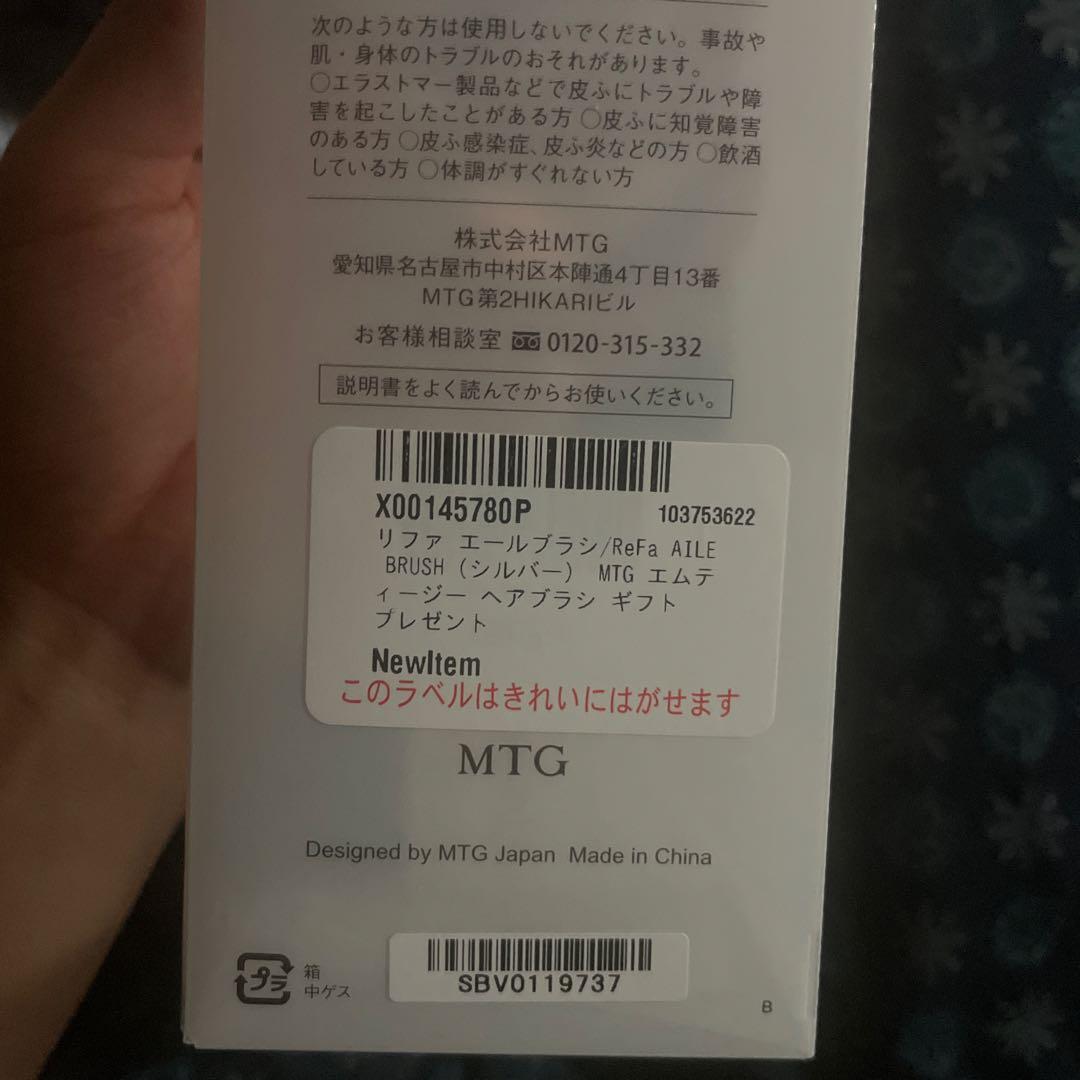 次のような方は使用しないでください。事故や
肌・身体のトラブルのおそれがあります。
○エラストマー製品などで皮ふにトラブルや障
害を起こしたことがある方 ○皮ふに知覚障害
のある方 ○皮ふ感染症、皮ふ炎などの方 ○飲酒
している方 ○体調がすぐれない方
株式会社MTG
愛知県名古屋市中村区本陣通4丁目13番
MTG第2HIKARIビル
お客様相談室 0120-315-332
説明書をよく読んでからお使いください。
X00145780P 103753622
リファ エールブラシ/ReFa AILE
BRUSH (シルバー) MTG エムテ
ィージー ヘアブラシ ギフト
プレゼント
NewItem
このラベルはきれいにはがせます
MTG
Designed by MTG Japan Made in China
SBV0119737
プラ 箱
中ゲス
B